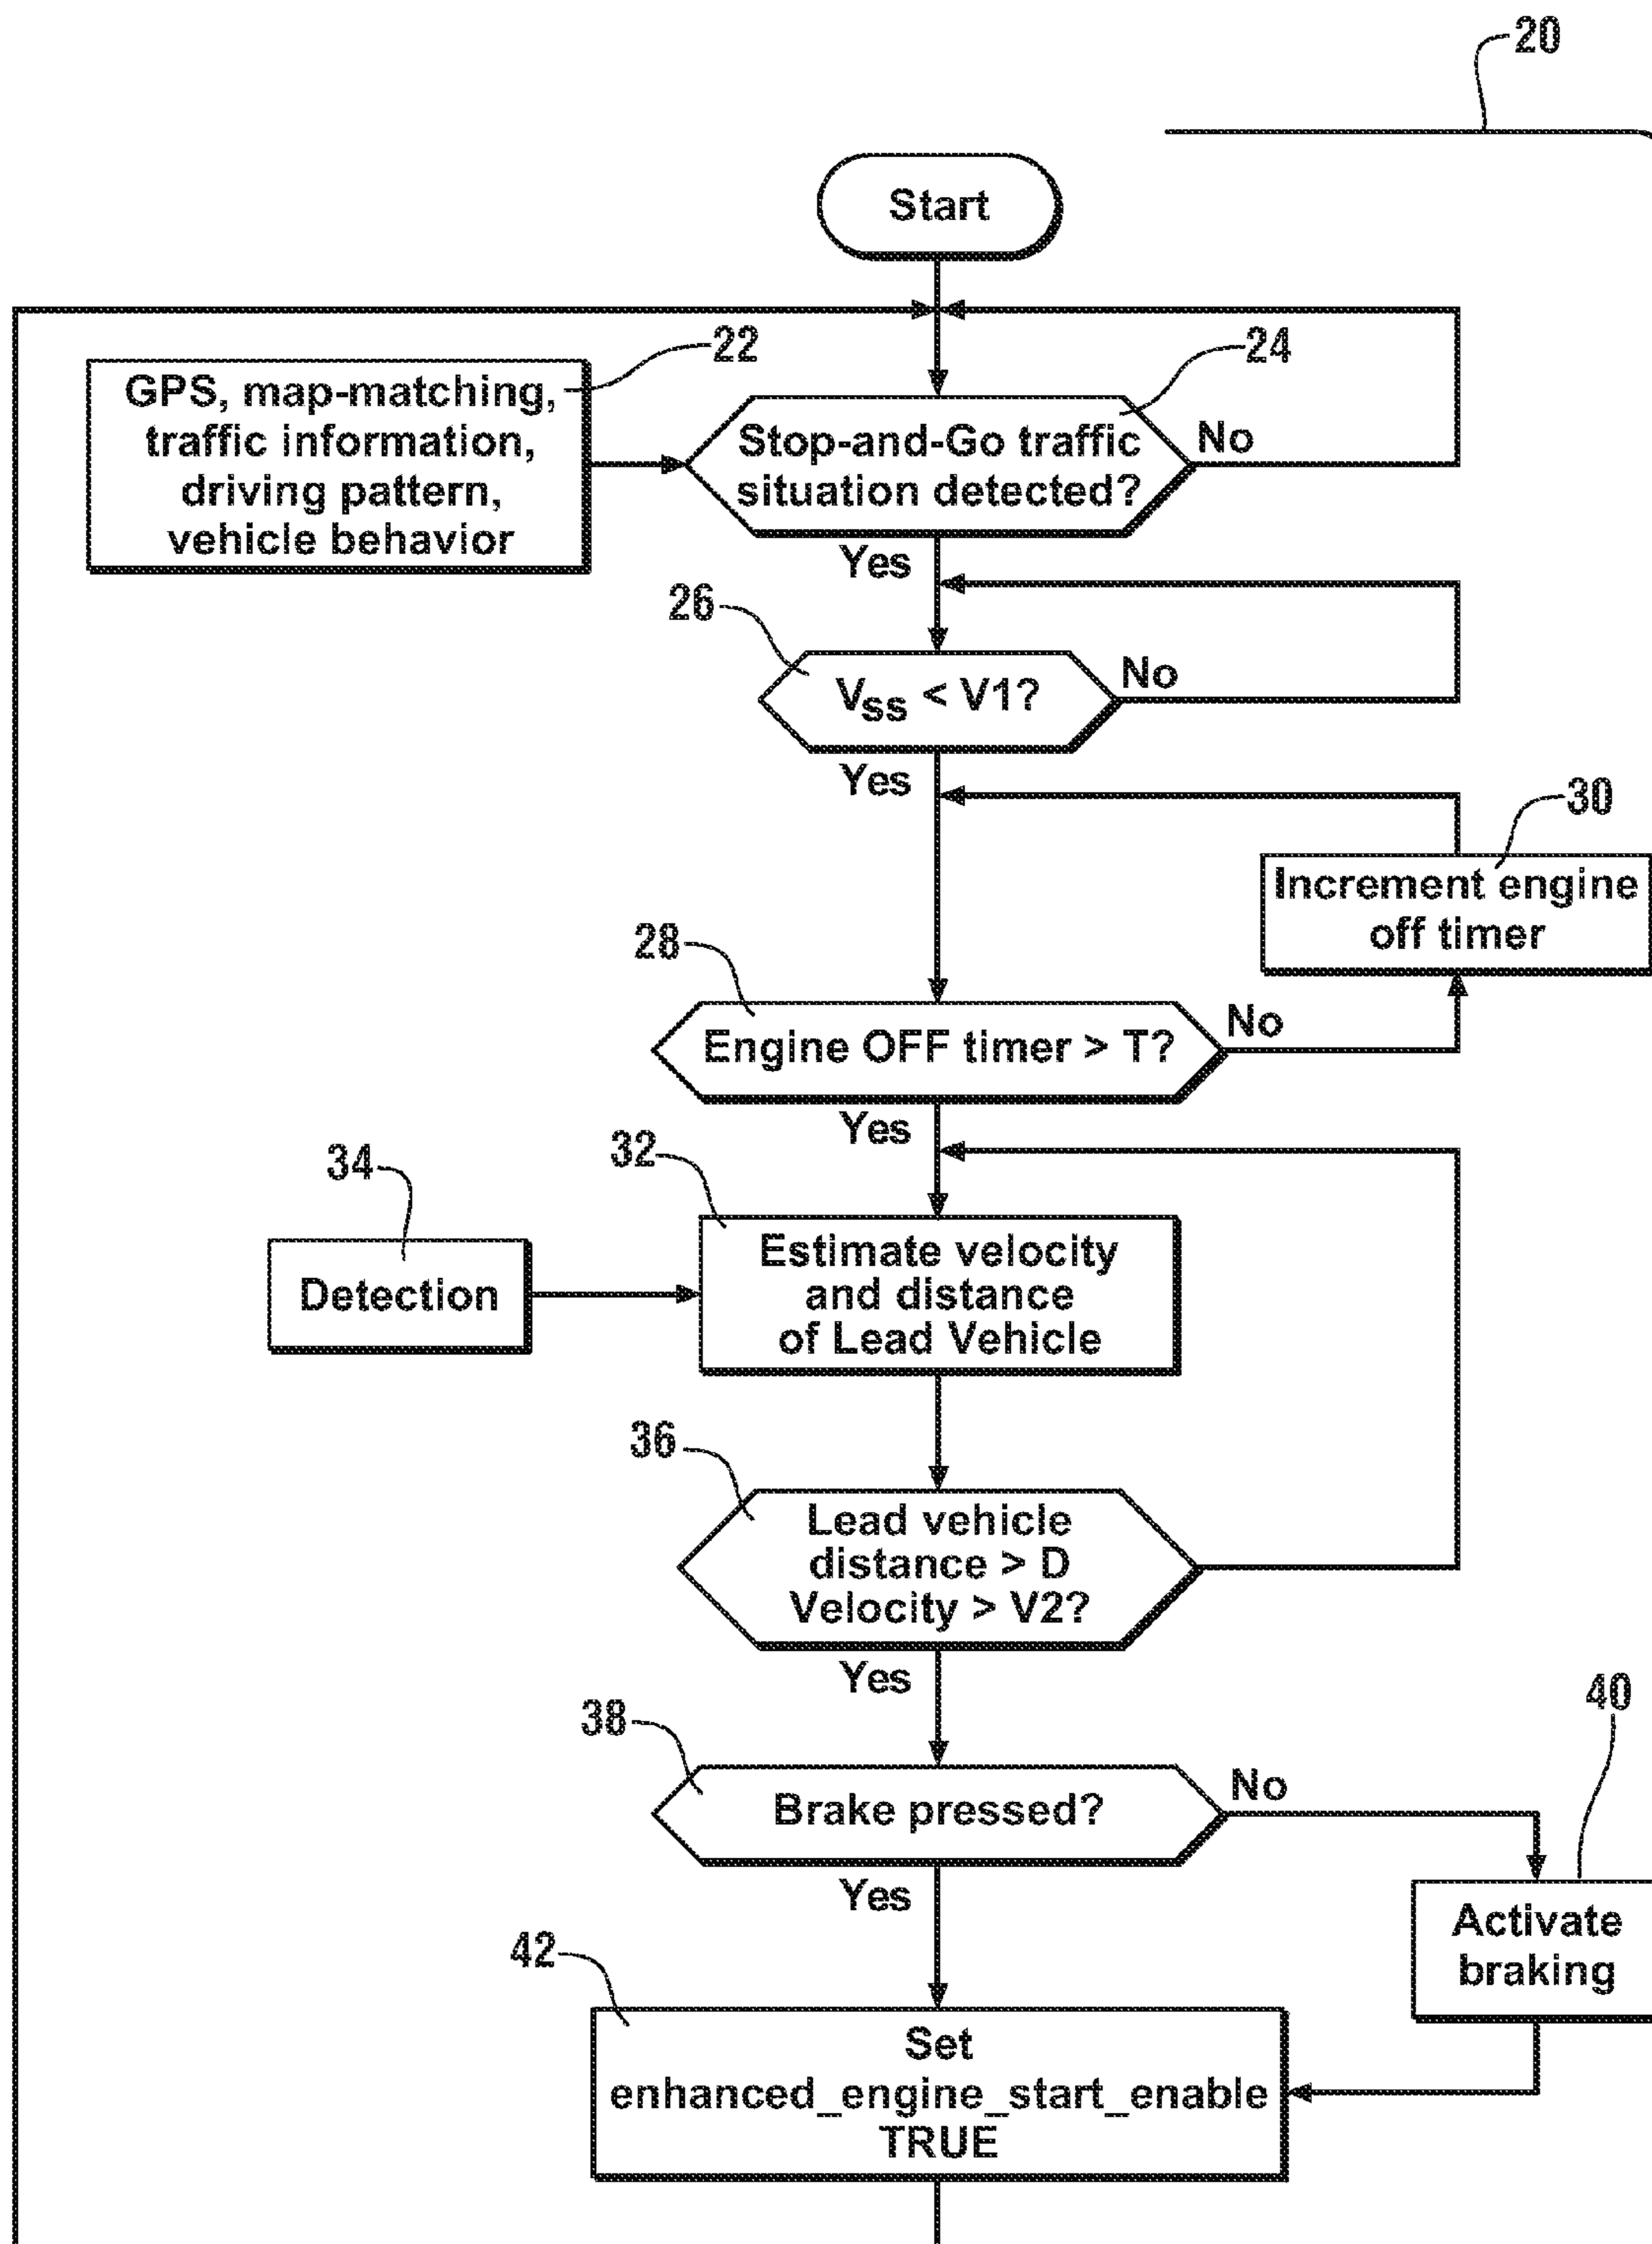 20
Start
22
24
GPS, map-matching,
traffic information,
driving pattern,
vehicle behavior
Stop-and-Go traffic
situation detected?
No
Yes
26
Vss < V1?
No
Yes
30
Increment engine
off timer
28
Engine OFF timer > T?
No
Yes
34
32
Detection
Estimate velocity
and distance
of Lead Vehicle
36
Lead vehicle
distance > D
Velocity > V2?
Yes
38
Brake pressed?
No
40
Yes
Activate
braking
42
Set
enhanced_engine_start_enable
TRUE